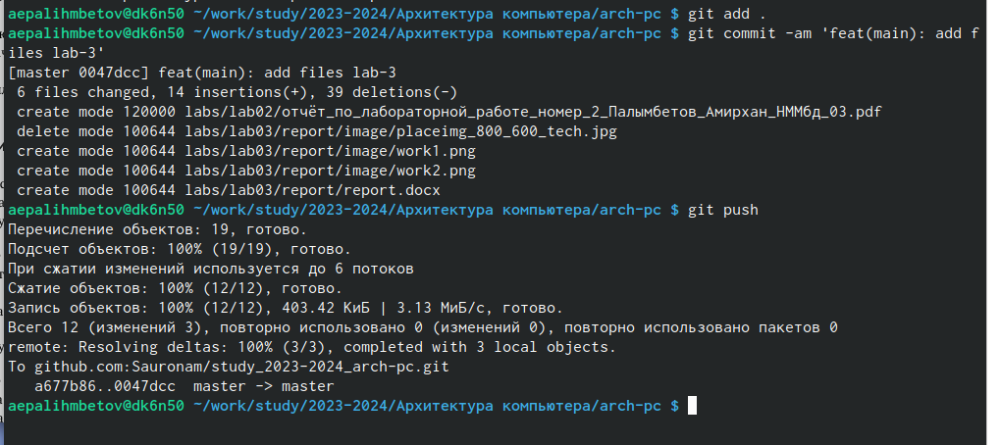 aepalihmbetov@dk6n50 ~/work/study/2023-2024/Архитектура компьютера/arch-pc $ git add .
aepalihmbetov@dk6n50 ~/work/study/2023-2024/Архитектура компьютера/arch-pc $ git commit -am 'feat(main): add f
iles lab-3'
[master 0047dcc] feat(main): add files lab-3
 6 files changed, 14 insertions(+), 39 deletions(-)
 create mode 120000 labs/lab02/отчёт_по_лабораторной_работе_номер_2_Палымбетов_Амирхан_НММбд_03.pdf
 delete mode 100644 labs/lab03/report/image/placeimg_800_600_tech.jpg
 create mode 100644 labs/lab03/report/image/work1.png
 create mode 100644 labs/lab03/report/image/work2.png
 create mode 100644 labs/lab03/report/report.docx
aepalihmbetov@dk6n50 ~/work/study/2023-2024/Архитектура компьютера/arch-pc $ git push
Перечисление объектов: 19, готово.
Подсчет объектов: 100% (19/19), готово.
При сжатии изменений используется до 6 потоков
Сжатие объектов: 100% (12/12), готово.
Запись объектов: 100% (12/12), 403.42 КиБ | 3.13 МиБ/с, готово.
Всего 12 (изменений 3), повторно использовано 0 (изменений 0), повторно использовано пакетов 0
remote: Resolving deltas: 100% (3/3), completed with 3 local objects.
To github.com:Sauronam/study_2023-2024_arch-pc.git
   a677b86..0047dcc  master -> master
aepalihmbetov@dk6n50 ~/work/study/2023-2024/Архитектура компьютера/arch-pc $